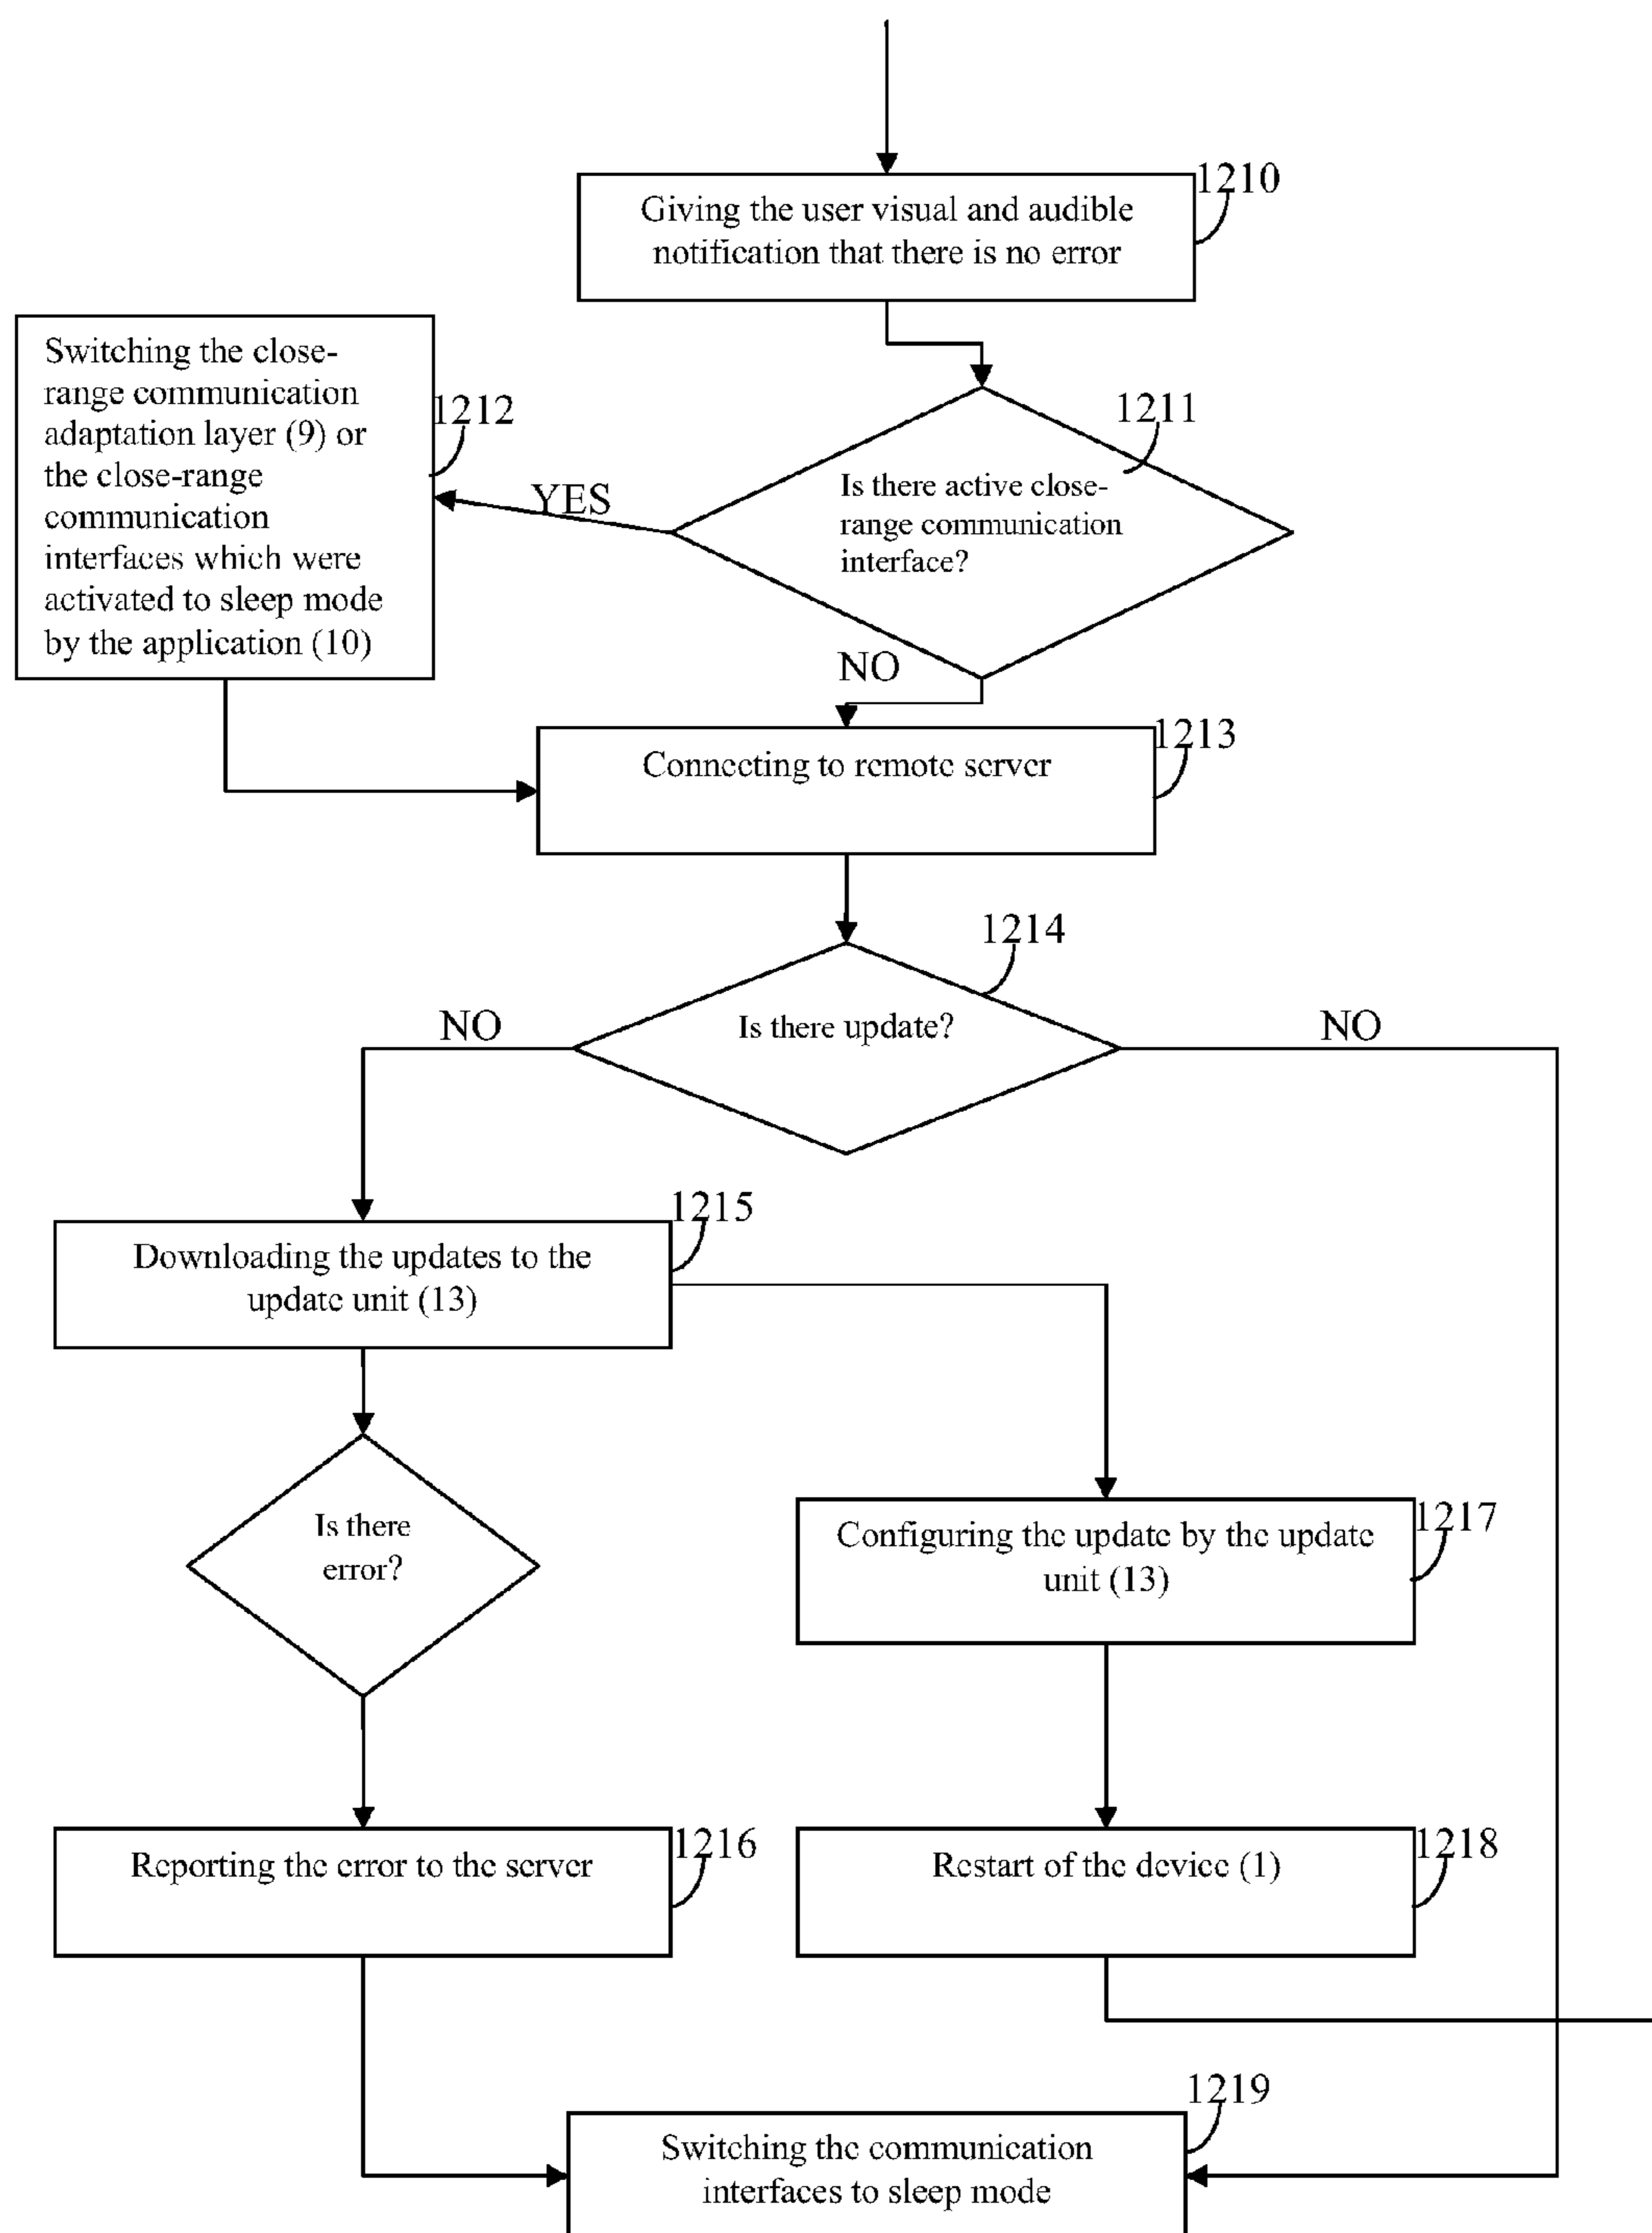 1210
Giving the user visual and audible
notification that there is no error
Switching the close-
range communication
adaptation layer (9) or
the close-range
communication
interfaces which were
activated to sleep mode
by the application (10)
1212
YES
1211
Is there active close-
range communication
interface?
NO
1213
Connecting to remote server
1214
NO
Is there update?
NO
1215
Downloading the updates to the
update unit (13)
Is there
error?
1217
Configuring the update by the update
unit (13)
1216
Reporting the error to the server
1218
Restart of the device (1)
1219
Switching the communication
interfaces to sleep mode